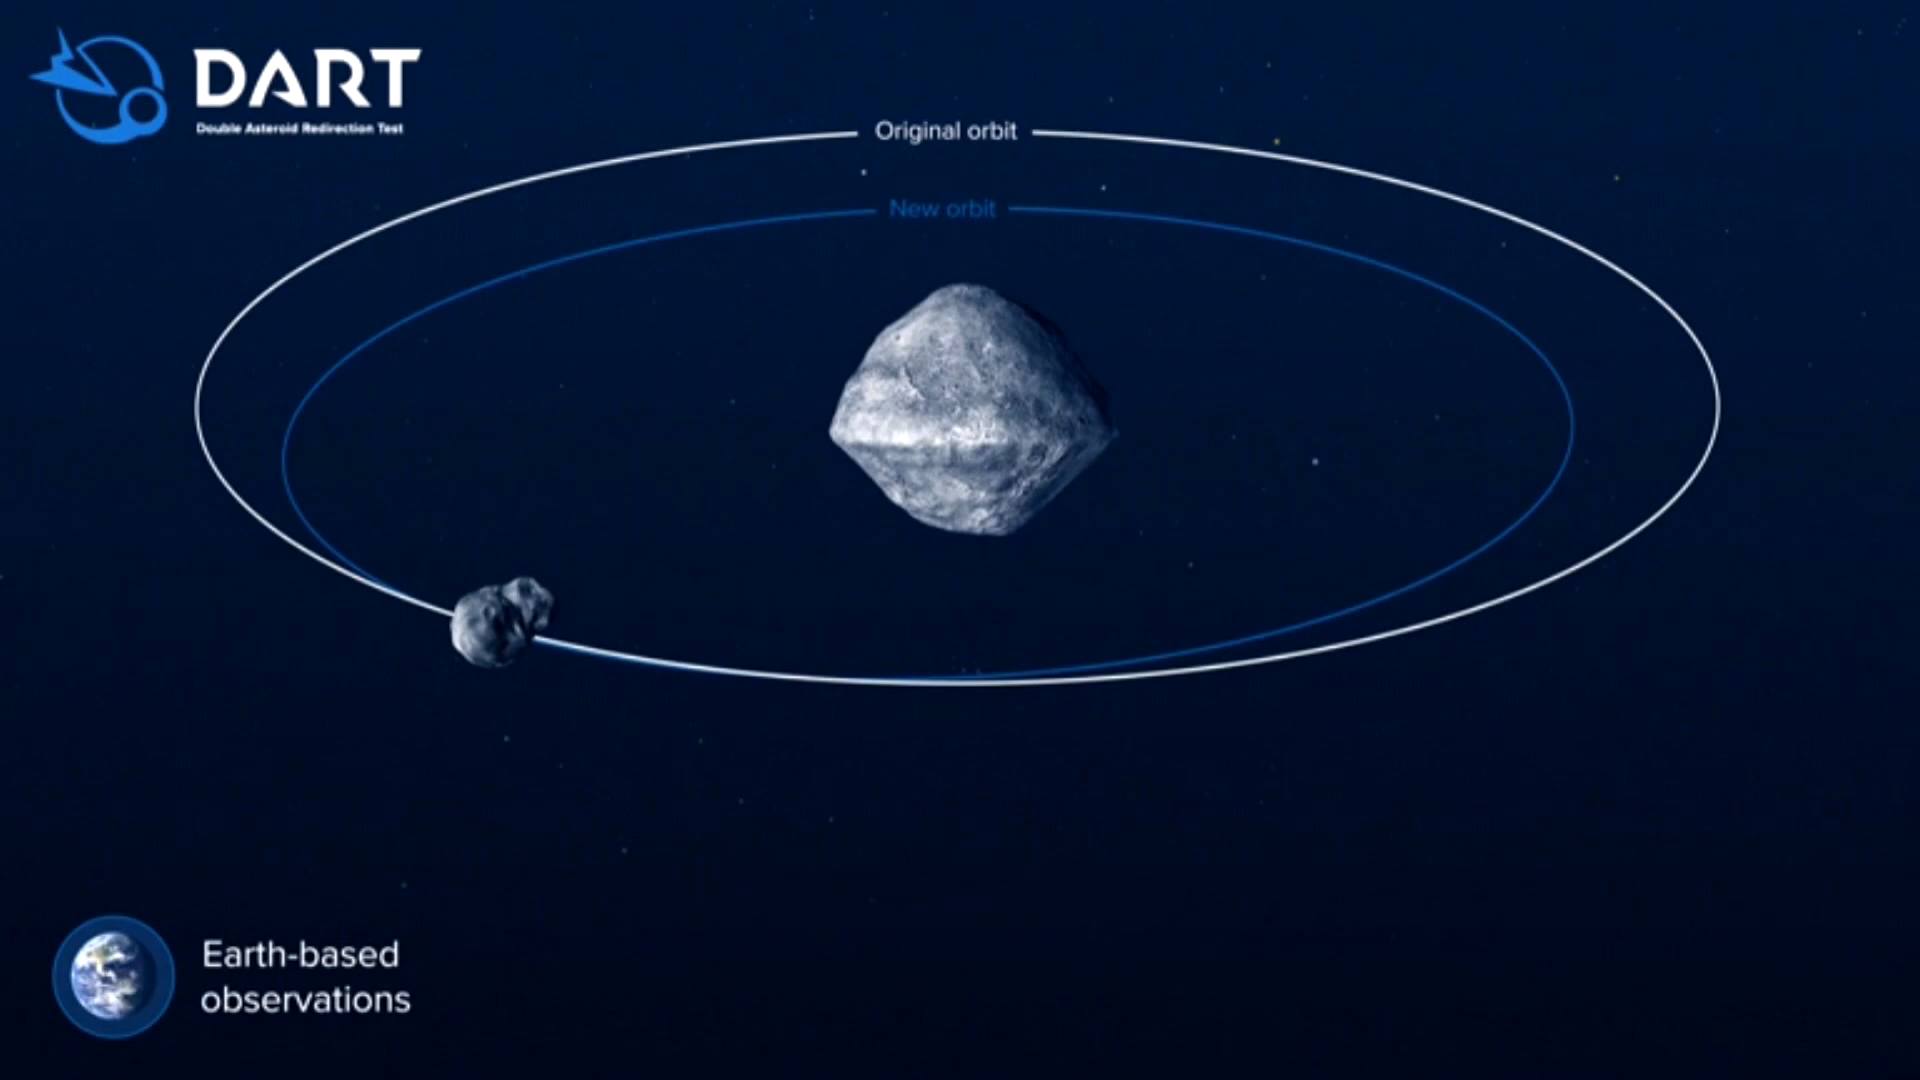 DART
Double Asteroid Redirection Test
Original orbit
New orbit
Earth-based
observations